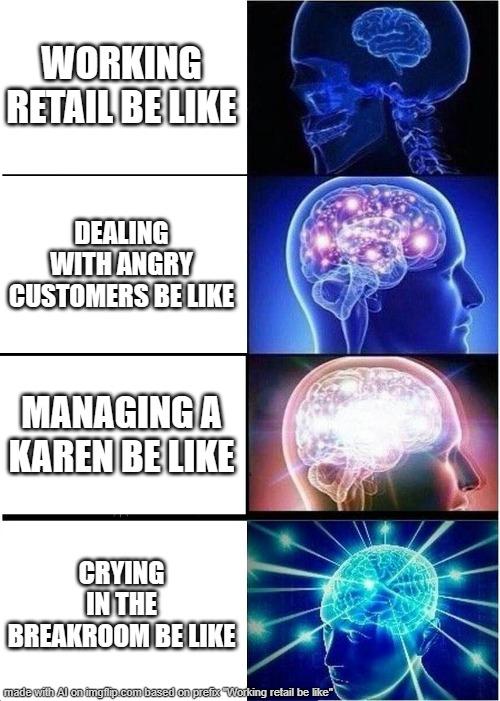 WORKING
RETAIL BE LIKE
DEALING
WITH ANGRY
CUSTOMERS BE LIKE
MANAGING A
KAREN BE LIKE
CRYING
IN THE
BREAKROOM BE LIKE
made with AI on imgflip.com based on prefix "Working retail be like"